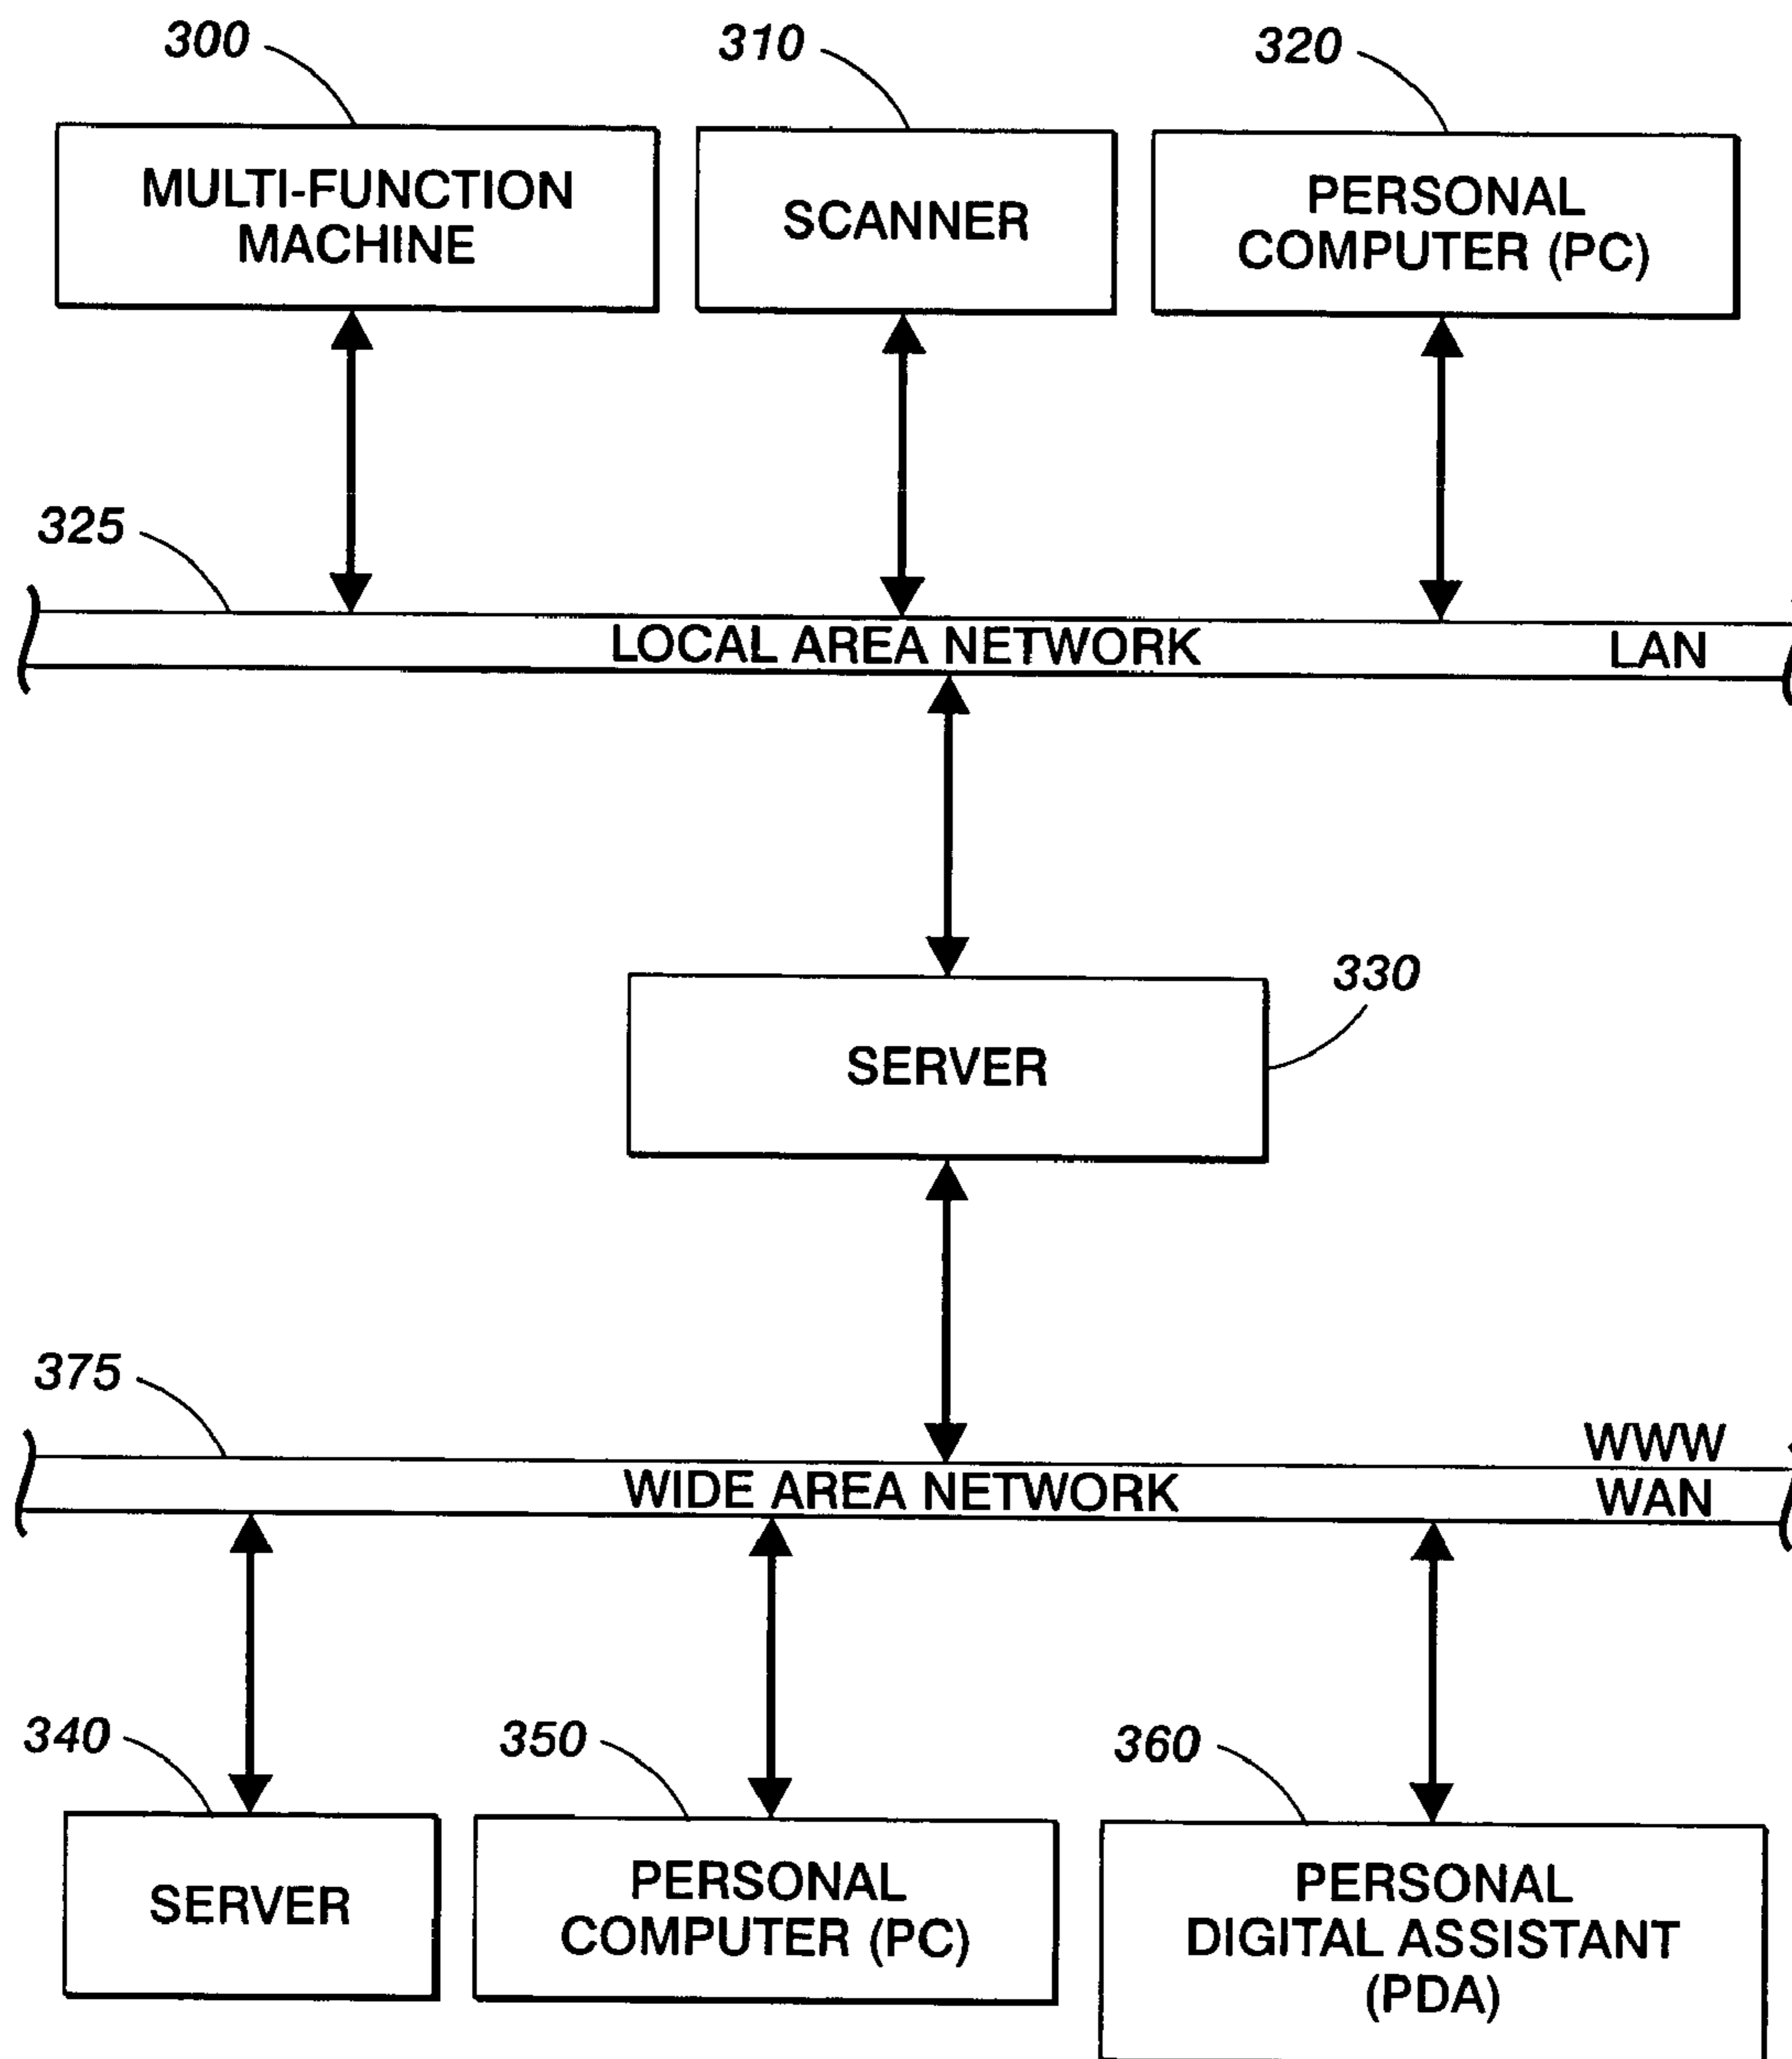 300
310
320
MULTI-FUNCTION
MACHINE
SCANNER
PERSONAL
COMPUTER (PC)
325
LOCAL AREA NETWORK
LAN
330
SERVER
375
WWW
WIDE AREA NETWORK
WAN
340
350
360
SERVER
PERSONAL
COMPUTER (PC)
PERSONAL
DIGITAL ASSISTANT
(PDA)